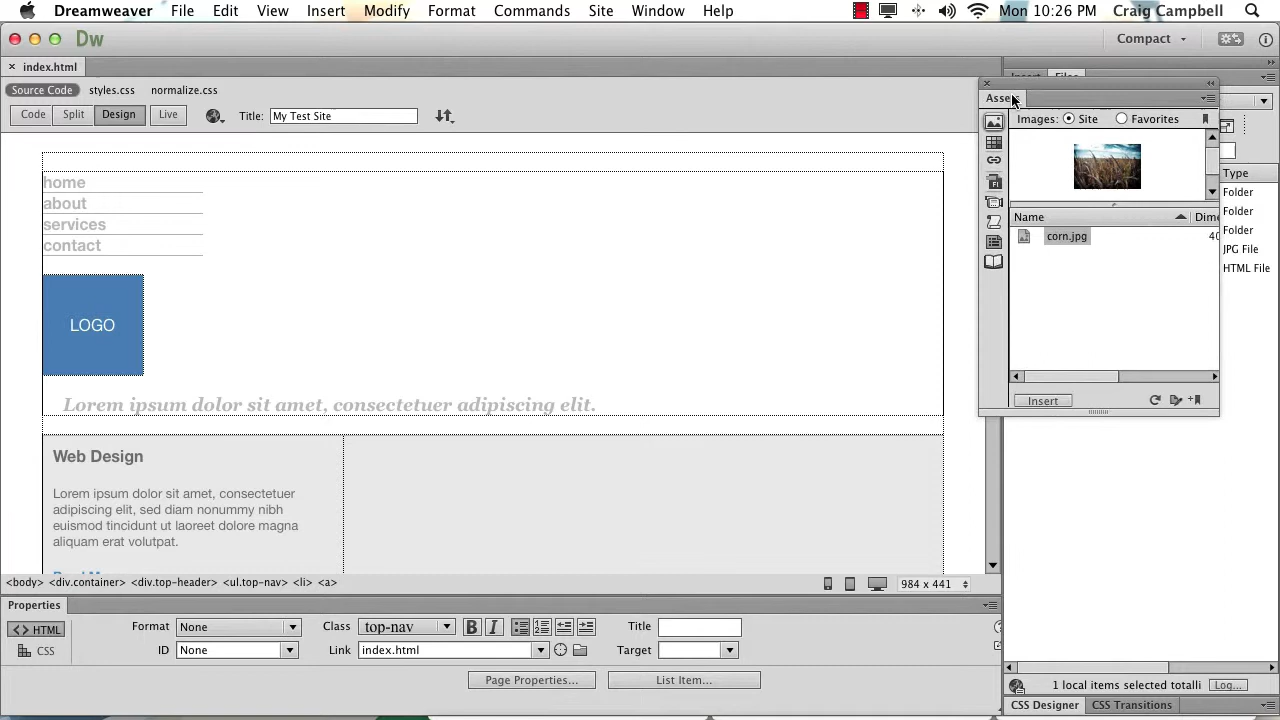 Dreamweaver File Edit View Insert Modify Format Commands Site Window Help Mon 10:26 PM Craig Campbell
Dw Compact
index.html
Source Code styles.css normalize.css
Code Split Design Live Title: My Test Site
home
about
services
contact
LOGO
Lorem ipsum dolor sit amet, consectetuer adipiscing elit.
Web Design
Lorem ipsum dolor sit amet, consectetuer
adipiscing elit, sed diam nonummy nibh
euismod tincidunt ut laoreet dolore magna
aliquam erat volutpat.
Insert Files
Images: Site Favorites
Name
corn.jpg 40
Insert
Type
Folder
Folder
Folder
JPG File
HTML File
<body> <div.container> <div.top-header> <ul.top-nav> <li> <a> 984 x 441
Properties
<> HTML Format None Class top-nav B I Title
CSS ID None Link index.html Target
Page Properties... List Item...
1 local items selected totalli Log...
CSS Designer CSS Transitions